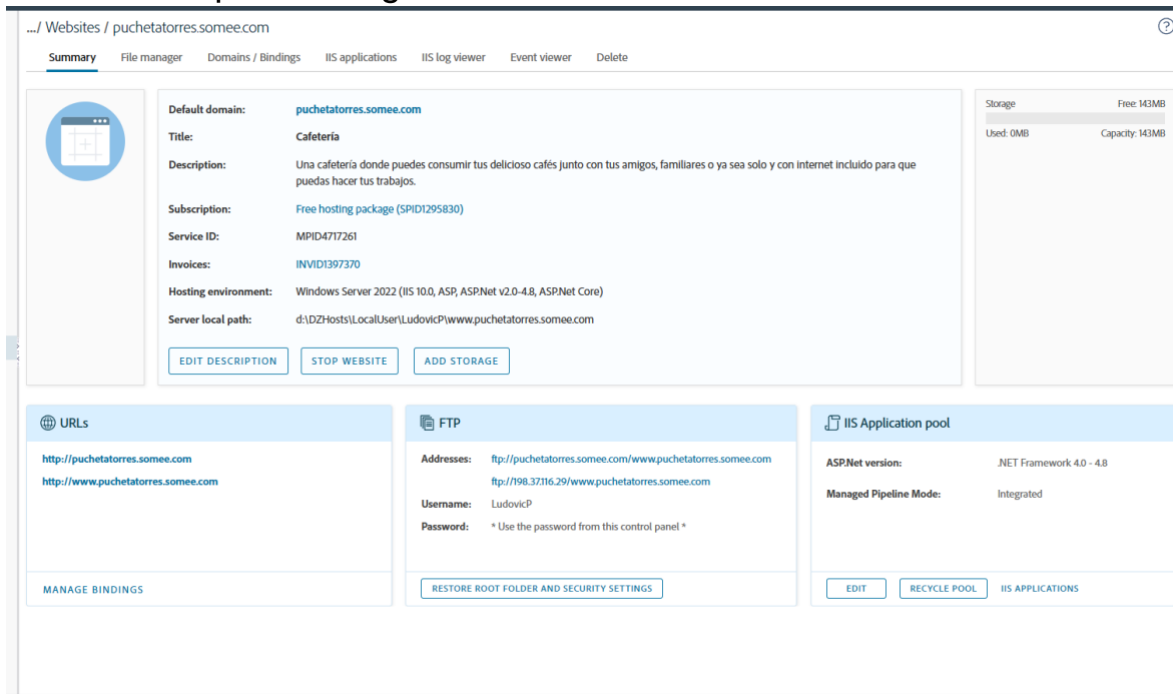 .../ Websites / puchetatorres.somee.com
Summary File manager Domains / Bindings IIS applications IIS log viewer Event viewer Delete
Default domain: puchetatorres.somee.com
Title: Cafetería
Description: Una cafetería donde puedes consumir tus delicioso cafés junto con tus amigos, familiares o ya sea solo y con internet incluido para que
puedas hacer tus trabajos.
Subscription: Free hosting package (SPID1295830)
Service ID: MPID4717261
Invoices: INVID1397370
Hosting environment: Windows Server 2022 (IIS 10.0, ASP, ASP.Net v2.0-4.8, ASP.Net Core)
Server local path: d:\DZHosts\LocalUser\LudovicP\www.puchetatorres.somee.com
EDIT DESCRIPTION STOP WEBSITE ADD STORAGE
Storage Free: 143MB
Used: 0MB Capacity: 143MB
URLs
http://puchetatorres.somee.com
http://www.puchetatorres.somee.com
MANAGE BINDINGS
FTP
Addresses: ftp://puchetatorres.somee.com/www.puchetatorres.somee.com
ftp://198.37.116.29/www.puchetatorres.somee.com
Username: LudovicP
Password: * Use the password from this control panel *
RESTORE ROOT FOLDER AND SECURITY SETTINGS
IIS Application pool
ASP.Net version: .NET Framework 4.0 - 4.8
Managed Pipeline Mode: Integrated
EDIT RECYCLE POOL IIS APPLICATIONS